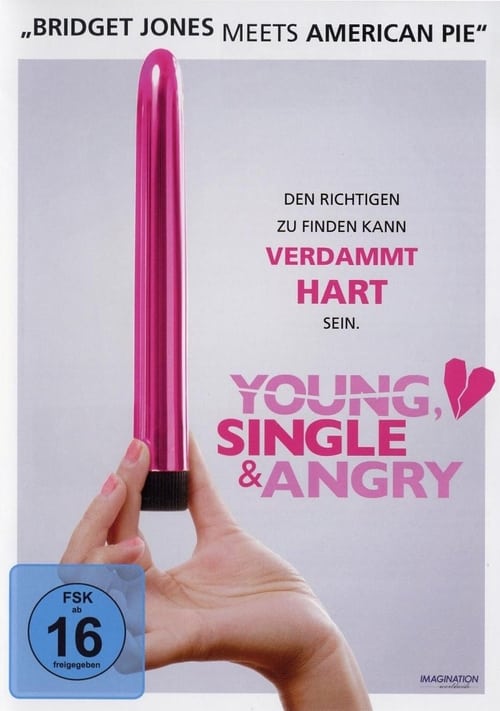 „BRIDGET JONES MEETS AMERICAN PIE“
DEN RICHTIGEN
ZU FINDEN KANN
VERDAMMT
HART
SEIN.
YOUNG,
SINGLE
& ANGRY
FSK
ab
16
freigegeben
IMAGINATION
worldwide